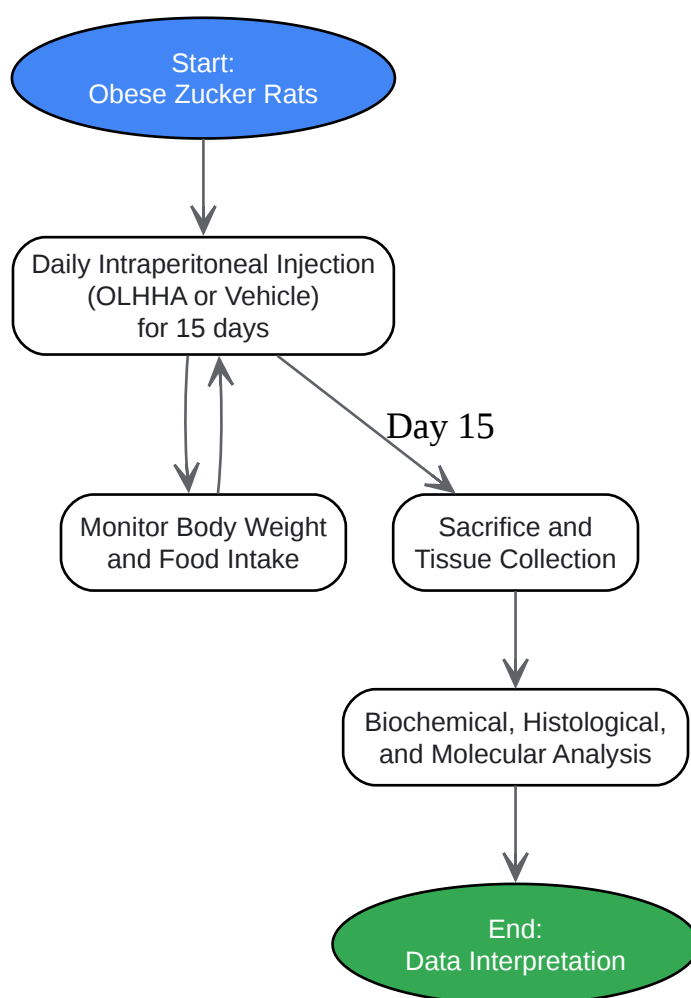 Start:
Obese Zucker Rats
Daily Intraperitoneal Injection
(OLHHA or Vehicle)
for 15 days
Day 15
Monitor Body Weight
and Food Intake
Sacrifice and
Tissue Collection
Biochemical, Histological,
and Molecular Analysis
End:
Data Interpretation